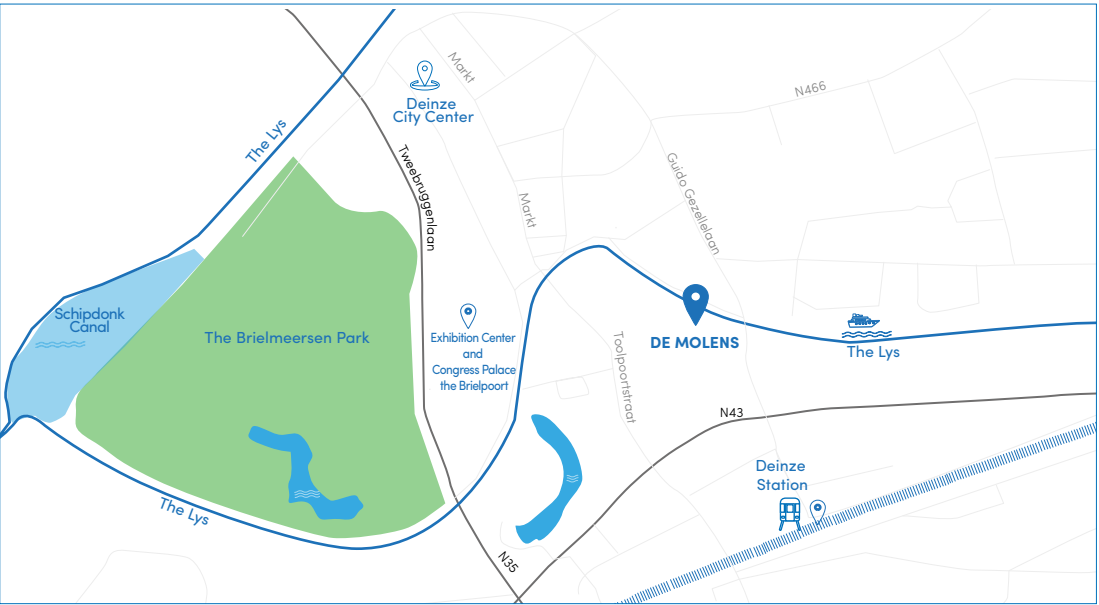 Markt
Deinze
City Center
N466
The Lys
Tweebruggenlaan
Guido Gezellelaan
Markt
Schipdonk
Canal
The Brielmeersen Park
Exhibition Center
and
Congress Palace
the Brielpoort
DE MOLENS
The Lys
Toolpoortstraat
N43
Deinze
Station
The Lys
N35